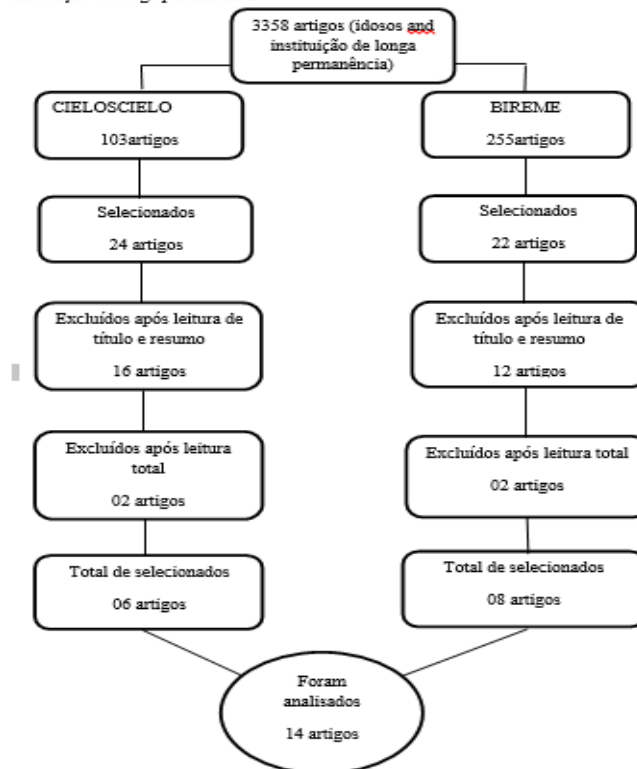 3358 artigos (idosos and
instituição de longa
permanência)
CIELOSCIELO
103artigos
BIREME
255artigos
Selecionados
24 artigos
Selecionados
22 artigos
Excluídos após leitura de
título e resumo
16 artigos
Excluídos após leitura de
título e resumo
12 artigos
Excluídos após leitura
total
02 artigos
Excluídos após leitura total
02 artigos
Total de selecionados
06 artigos
Total de selecionados
08 artigos
Foram
analisados
14 artigos